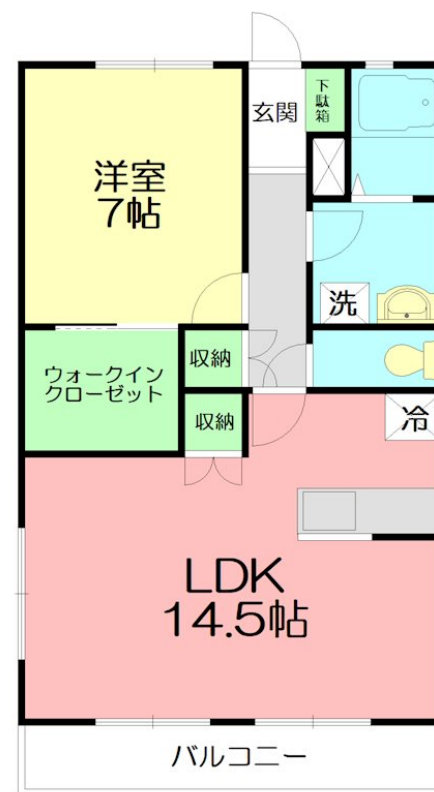 玄関
下駄箱
洋室
7帖
洗
収納
ウォークイン
クローゼット
収納
冷
LDK
14.5帖
バルコニー